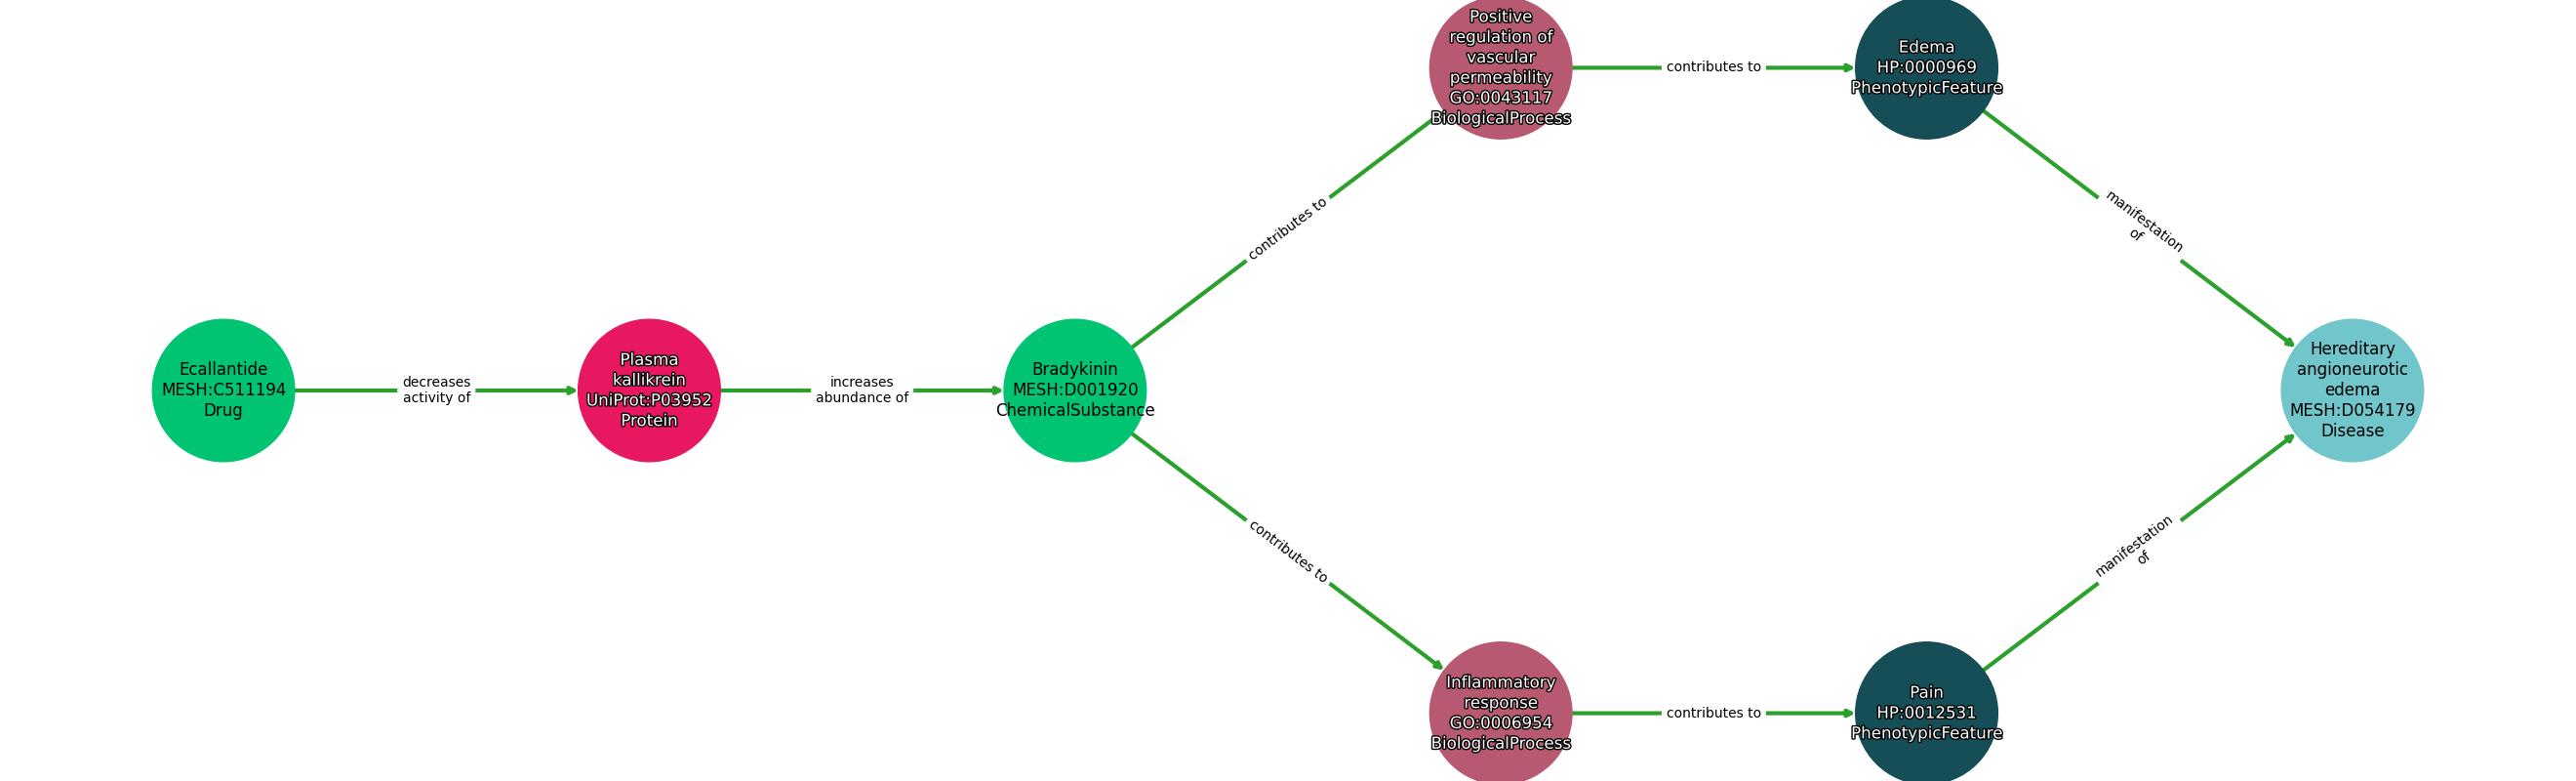 Positive
regulation of
vascular
permeability
GO:0043117
BiologicalProcess
contributes to
Edema
HP:0000969
PhenotypicFeature
contributes to
manifestation
of
Ecallantide
MESH:C511194
Drug
decreases
activity of
Plasma
kallikrein
UniProt:P03952
Protein
increases
abundance of
Bradykinin
MESH:D001920
ChemicalSubstance
Hereditary
angioneurotic
edema
MESH:D054179
Disease
contributes to
manifestation
of
Inflammatory
response
GO:0006954
BiologicalProcess
contributes to
Pain
HP:0012531
PhenotypicFeature